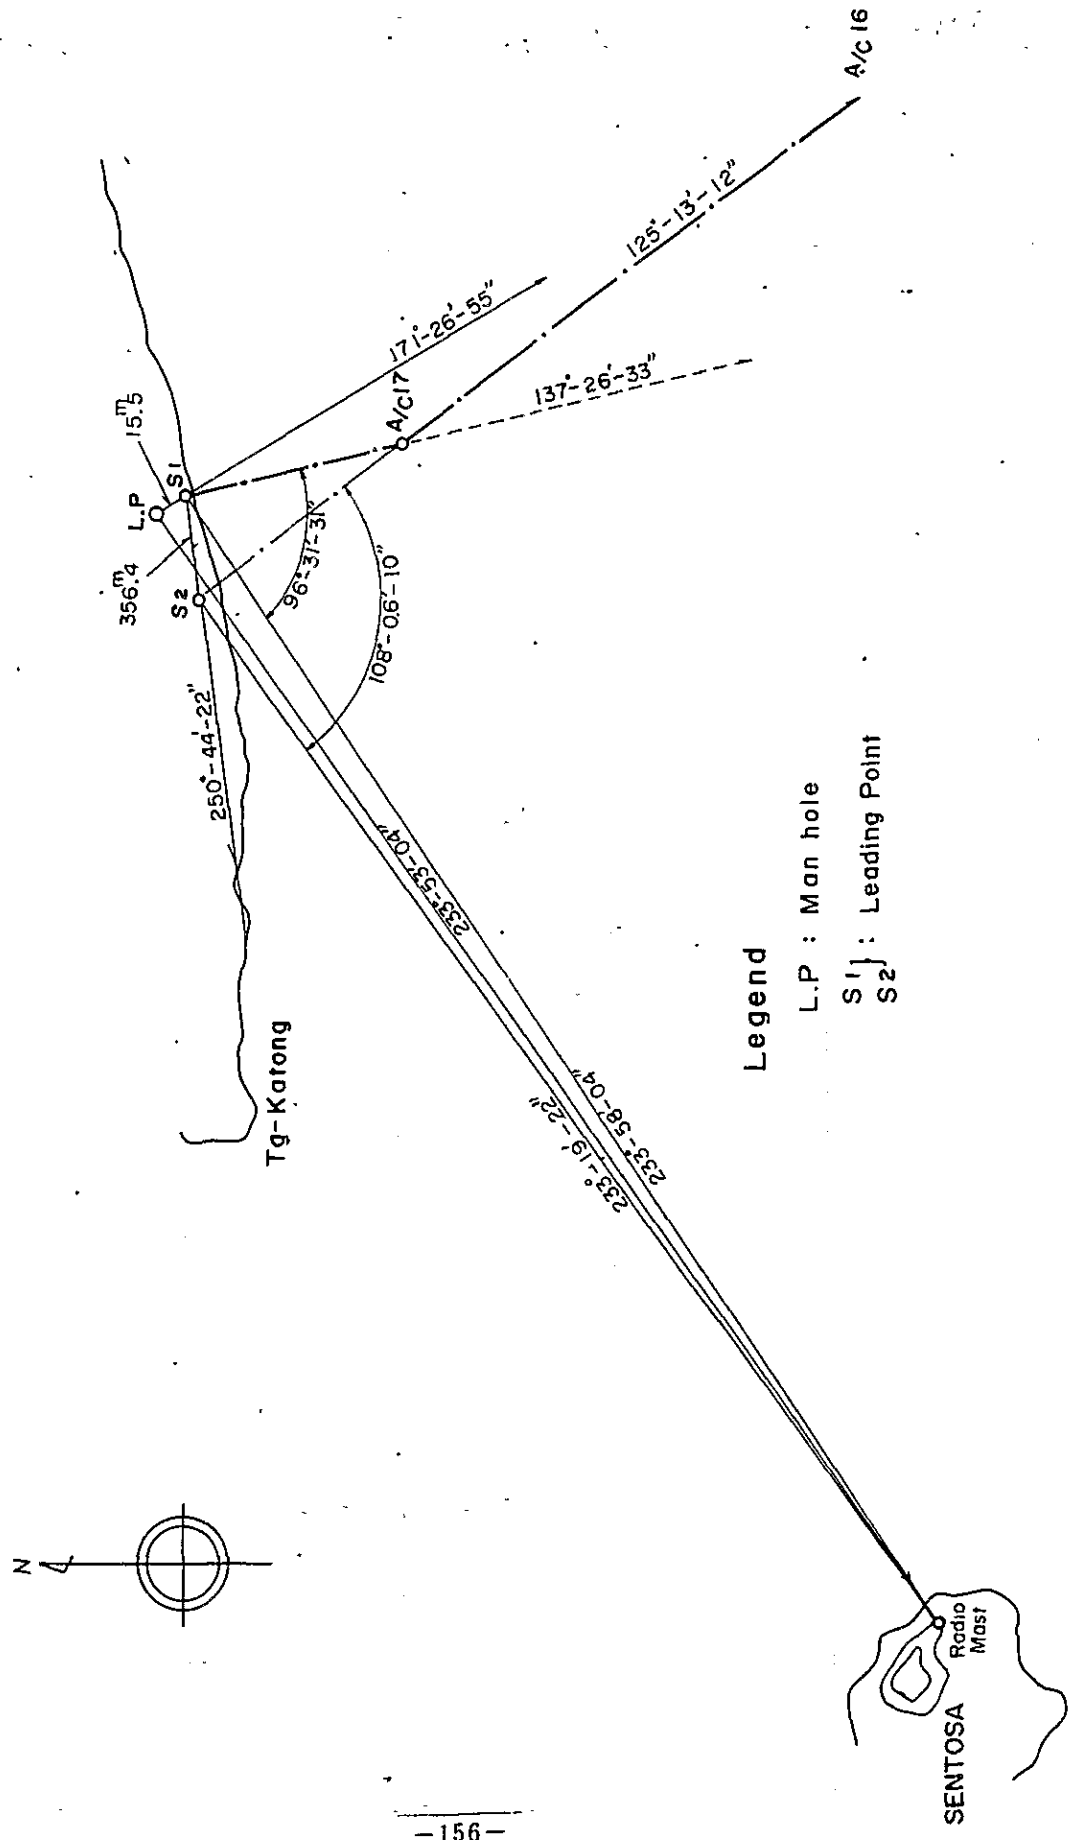 N
L.P
15.5m
S1
356.4m
S2
250°-44'-22"
171°-26'-55"
A/C17
96°-31'-31"
108°-06'-10"
137°-26'-33"
125°-13'-12"
A/C16
233°-53'-04"
233°-19'-22"
233°-58'-04"
Tg-Katong
Legend
L.P : Man hole
S1
S2 } : Leading Point
SENTOSA
Radio
Mast
—156—